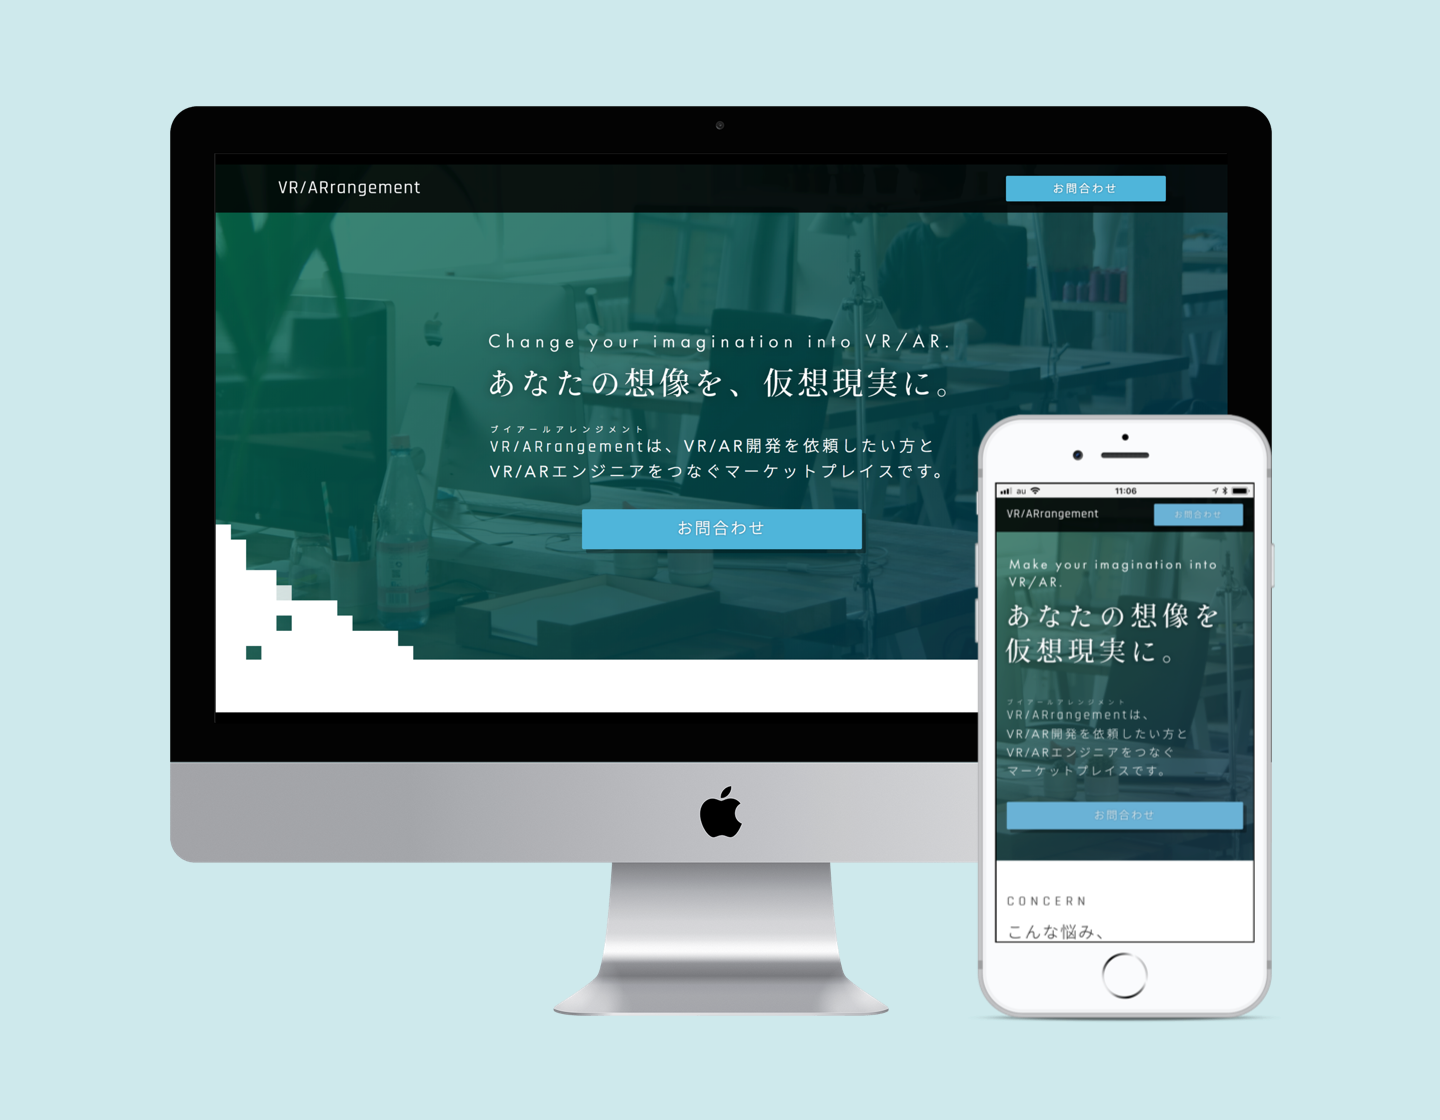 VR/ARrangement
お問合わせ
Change your imagination into VR/AR.
あなたの想像を、仮想現実に。
ブイアールアレンジメント
VR/ARrangementは、VR/AR開発を依頼したい方と
VR/ARエンジニアをつなぐマーケットプレイスです。
お問合わせ
au
11:06
VR/ARrangement
お問合わせ
Make your imagination into
VR/AR.
あなたの想像を
仮想現実に。
ブイアールアレンジメント
VR/ARrangementは、
VR/AR開発を依頼したい方と
VR/ARエンジニアをつなぐ
マーケットプレイスです。
お問合わせ
CONCERN
こんな悩み、